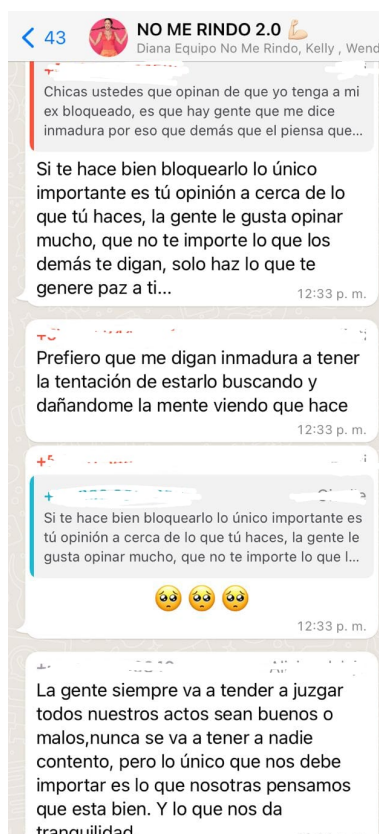 43
NO ME RINDO 2.0 💪🏻
Diana Equipo No Me Rindo, Kelly , Wend
Chicas ustedes que opinan de que yo tenga a mi
ex bloqueado, es que hay gente que me dice
inmadura por eso que demás que el piensa que...
Si te hace bien bloquearlo lo único
importante es tú opinión a cerca de lo
que tú haces, la gente le gusta opinar
mucho, que no te importe lo que los
demás te digan, solo haz lo que te
genere paz a ti...
12:33 p. m.
Prefiero que me digan inmadura a tener
la tentación de estarlo buscando y
dañandome la mente viendo que hace
12:33 p. m.
Si te hace bien bloquearlo lo único importante es
tú opinión a cerca de lo que tú haces, la gente le
gusta opinar mucho, que no te importe lo que l...
🥺 🥺 🥺
12:33 p. m.
La gente siempre va a tender a juzgar
todos nuestros actos sean buenos o
malos,nunca se va a tener a nadie
contento, pero lo único que nos debe
importar es lo que nosotras pensamos
que esta bien. Y lo que nos da
tranquilidad